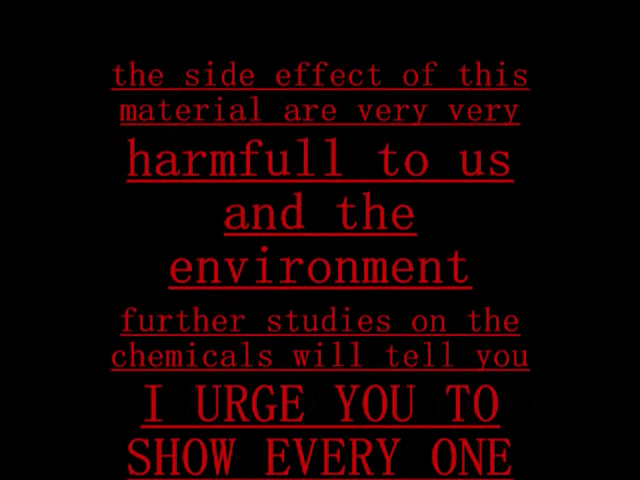 the side effect of this
material are very very
harmfull to us
and the
environment
further studies on the
chemicals will tell you
I URGE YOU TO
SHOW EVERY ONE